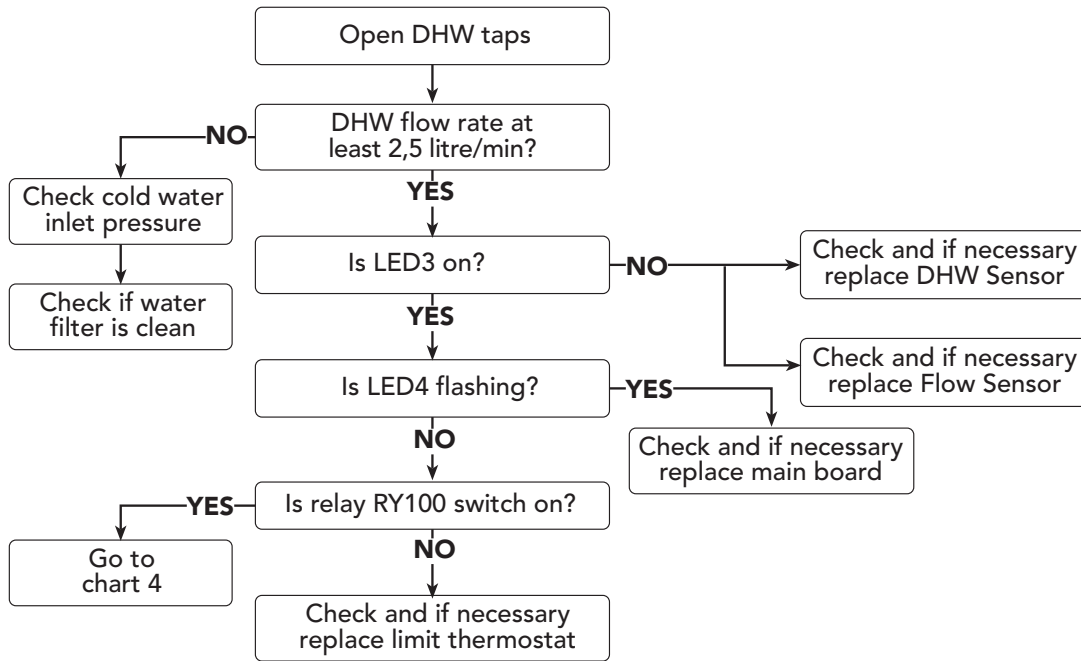 Open DHW taps
DHW flow rate at
least 2,5 litre/min?
NO
Check cold water
inlet pressure
Check if water
filter is clean
YES
Is LED3 on?
NO
Check and if necessary
replace DHW Sensor
Check and if necessary
replace Flow Sensor
YES
Is LED4 flashing?
YES
Check and if necessary
replace main board
NO
Is relay RY100 switch on?
YES
Go to
chart 4
NO
Check and if necessary
replace limit thermostat